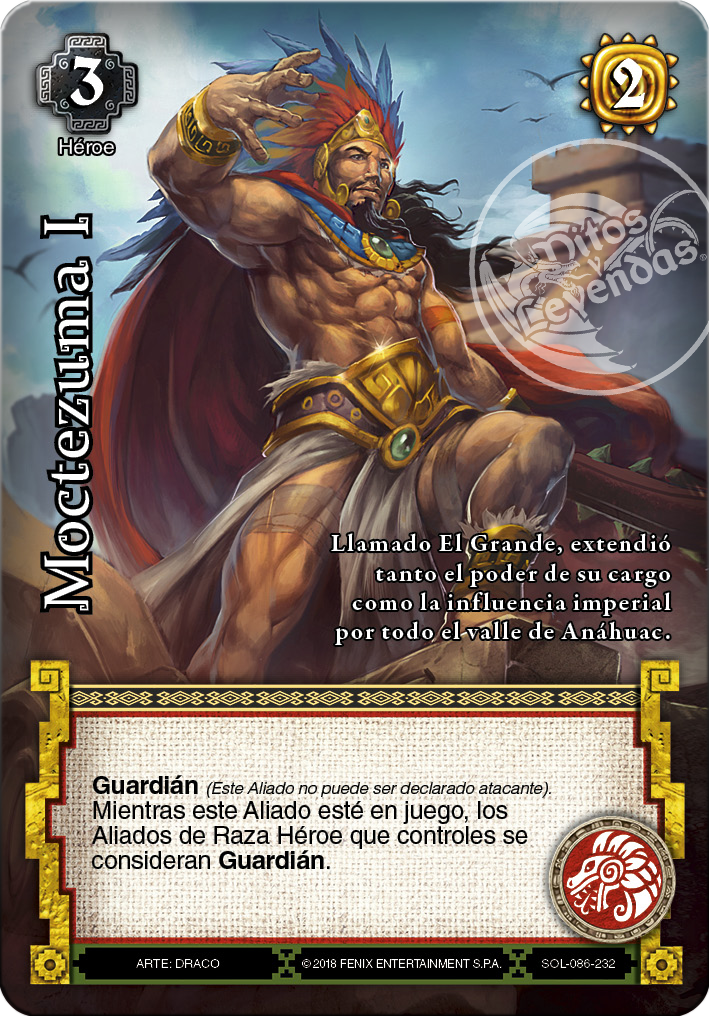 3
Héroe
2
Mitos
y
Leyendas®
Moctezuma I
Llamado El Grande, extendió
tanto el poder de su cargo
como la influencia imperial
por todo el valle de Anáhuac.
Guardián (Este Aliado no puede ser declarado atacante).
Mientras este Aliado esté en juego, los
Aliados de Raza Héroe que controles se
consideran Guardián.
ARTE: DRACO
© 2018 FENIX ENTERTAINMENT S.P.A.
SOL-086-232